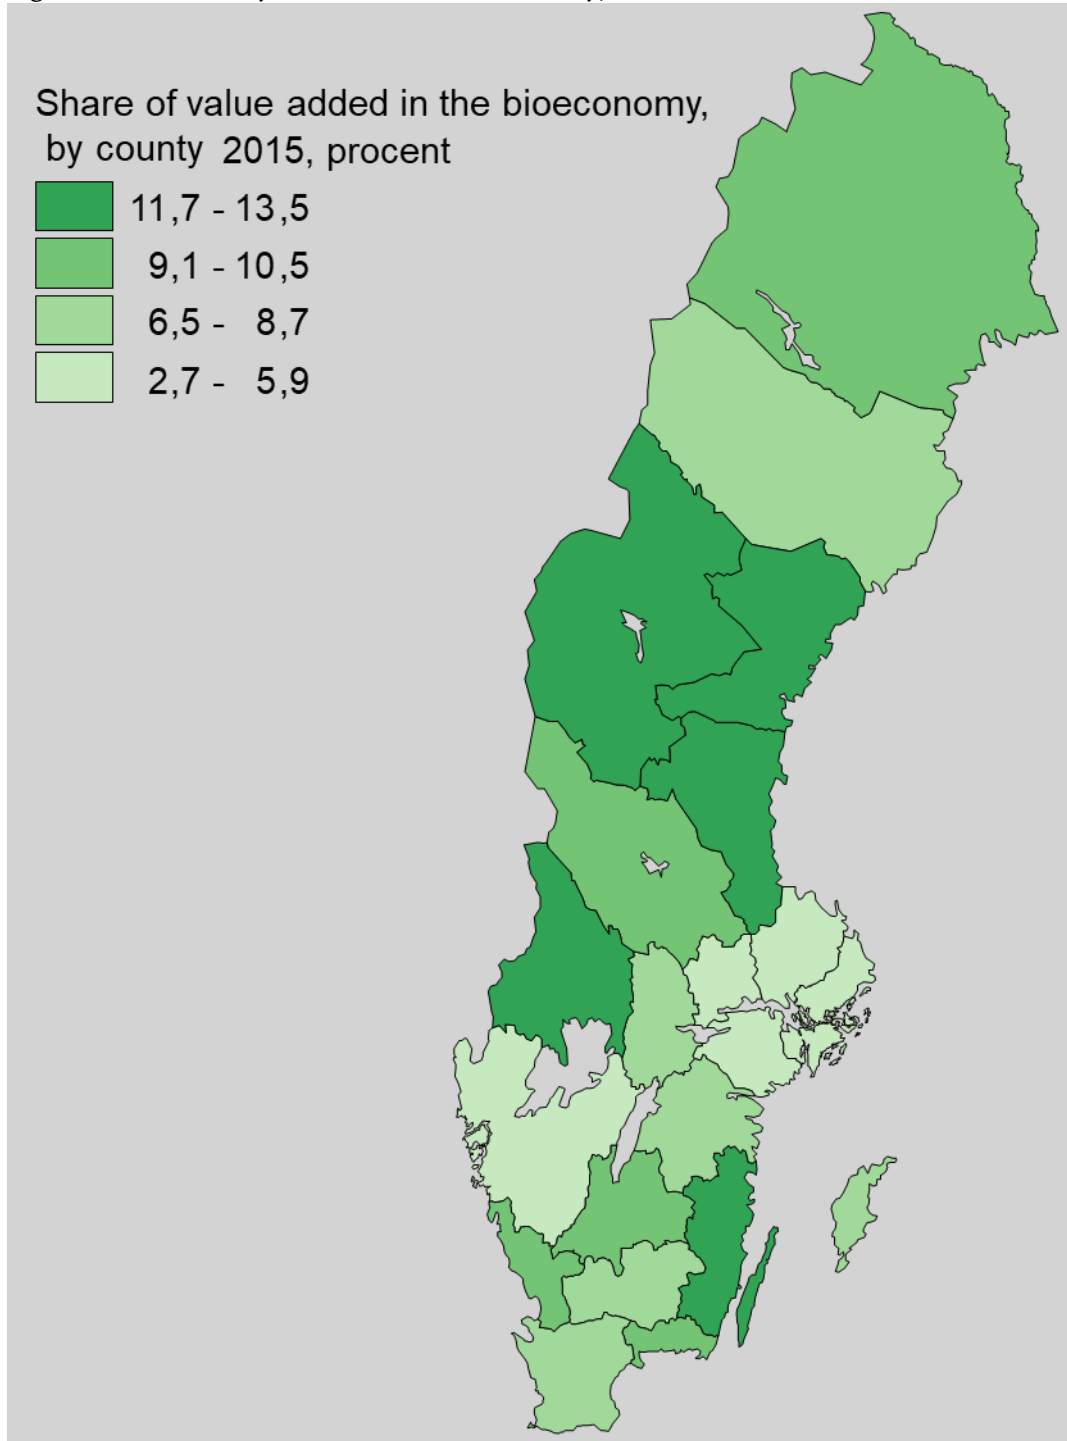 Share of value added in the bioeconomy,
by county 2015, procent
11,7 - 13,5
9,1 - 10,5
6,5 - 8,7
2,7 - 5,9